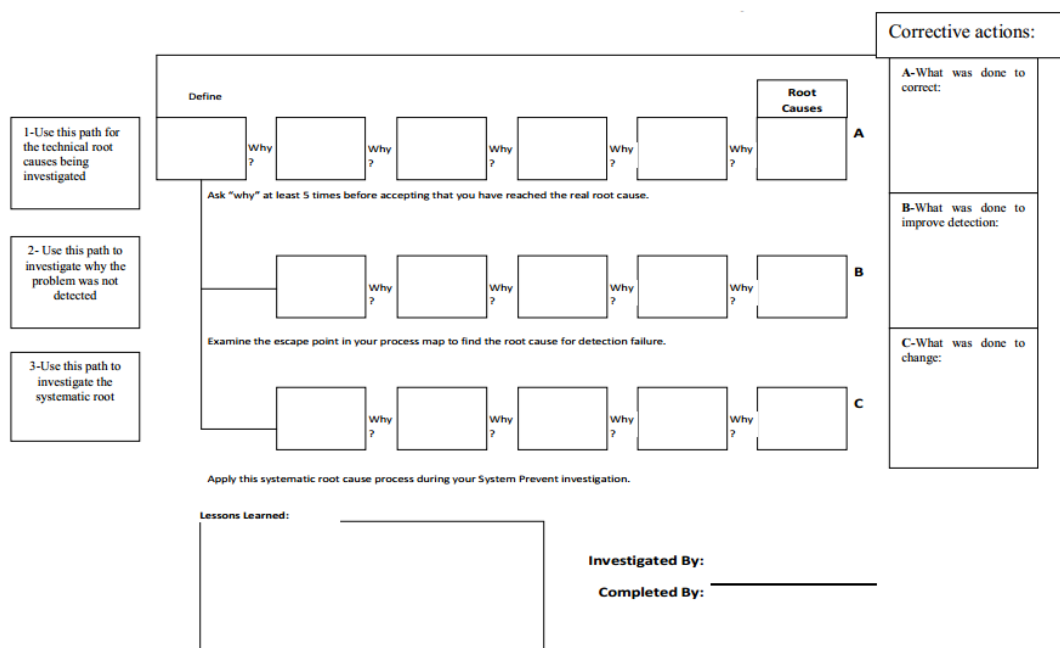 Corrective actions:
Define
Root
Causes
A-What was done to
correct:
1-Use this path for
the technical root
causes being
investigated
Why
?
Why
?
Why
?
Why
?
Why
?
A
Ask “why” at least 5 times before accepting that you have reached the real root cause.
B-What was done to
improve detection:
2- Use this path to
investigate why the
problem was not
detected
Why
?
Why
?
Why
?
Why
?
B
Examine the escape point in your process map to find the root cause for detection failure.
C-What was done to
change:
3-Use this path to
investigate the
systematic root
Why
?
Why
?
Why
?
Why
?
C
Apply this systematic root cause process during your System Prevent investigation.
Lessons Learned:
Investigated By:
Completed By: